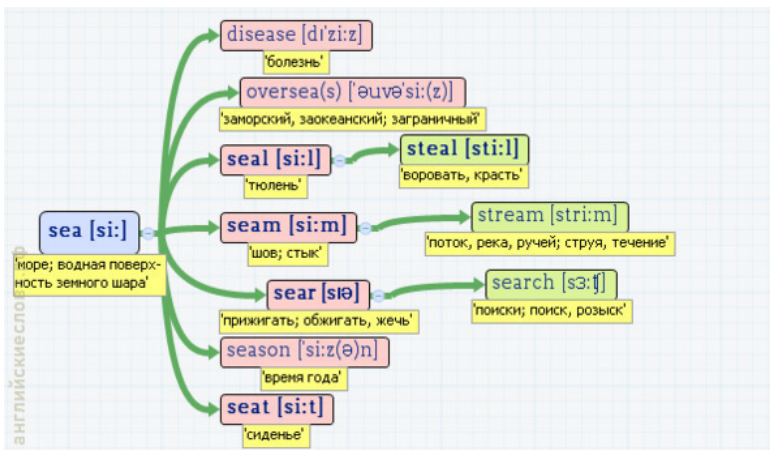 disease [dɪ'zi:z]
'болезнь'
oversea(s) ['əuvə'si:(z)]
'заморский, заокеанский; заграничный'
seal [si:l]
steal [sti:l]
'тюлень'
'воровать, красть'
sea [si:]
'море; водная поверх-
ность земного шара'
seam [si:m]
stream [stri:m]
'шов; стык'
'поток, река, ручей; струя, течение'
sear [sɪə]
search [sɜ:ʧ]
'прижигать; обжигать, жечь'
'поиски; поиск, розыск'
season ['si:z(ə)n]
'время года'
seat [si:t]
'сиденье'